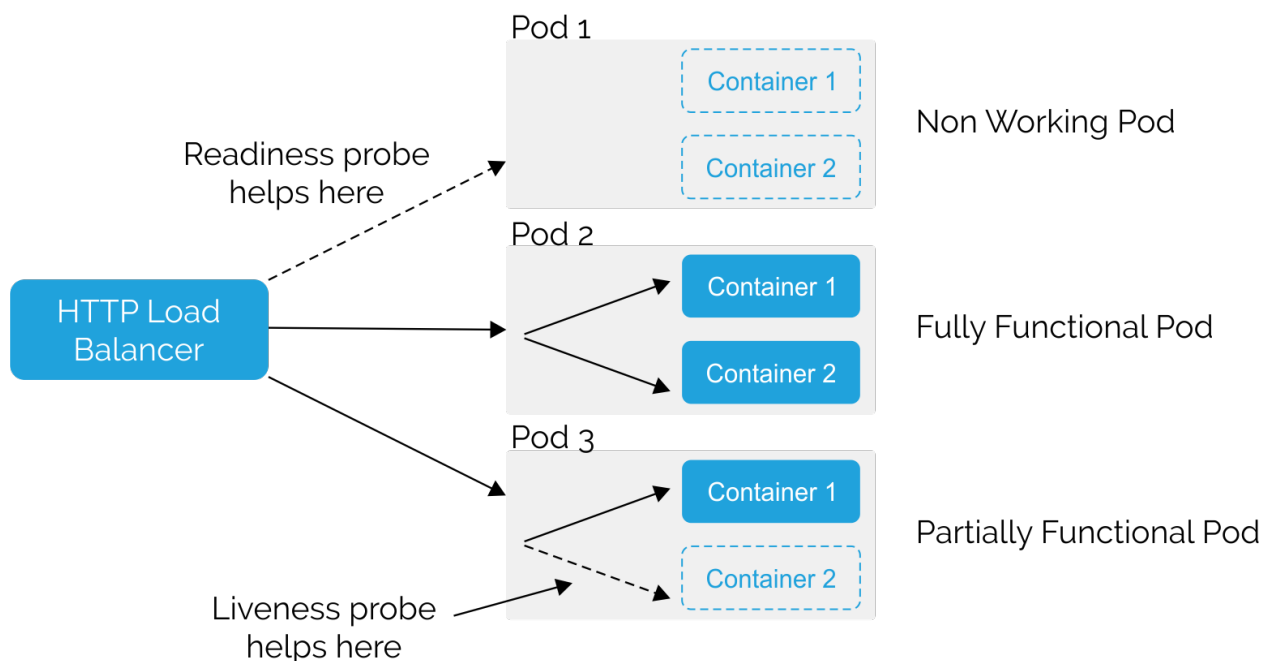 Pod 1
Container 1
Container 2
Non Working Pod
Readiness probe
helps here
Pod 2
Container 1
Container 2
Fully Functional Pod
HTTP Load
Balancer
Pod 3
Container 1
Container 2
Partially Functional Pod
Liveness probe
helps here